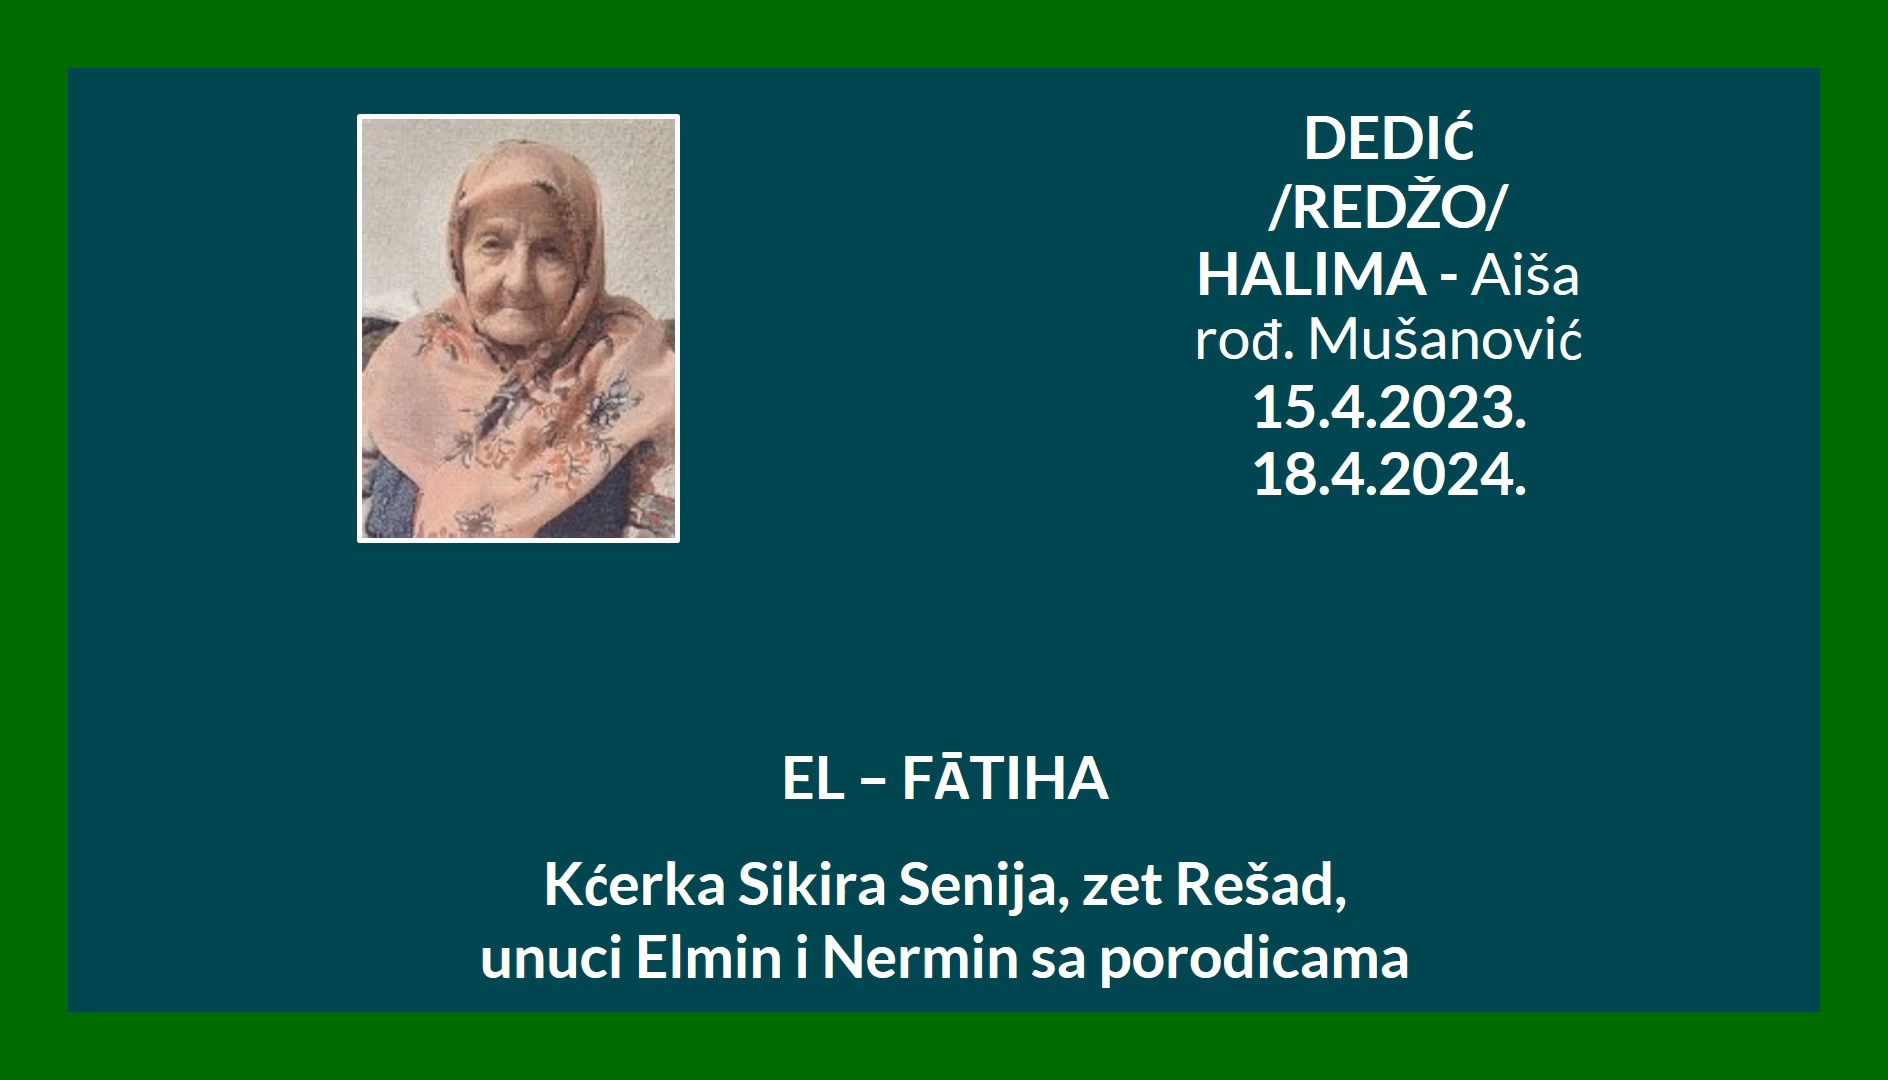 DEDIĆ
/REDŽO/
HALIMA - Aiša
rođ. Mušanović
15.4.2023.
18.4.2024.
EL – FĀTIHA
Kćerka Sikira Senija, zet Rešad,
unuci Elmin i Nermin sa porodicama